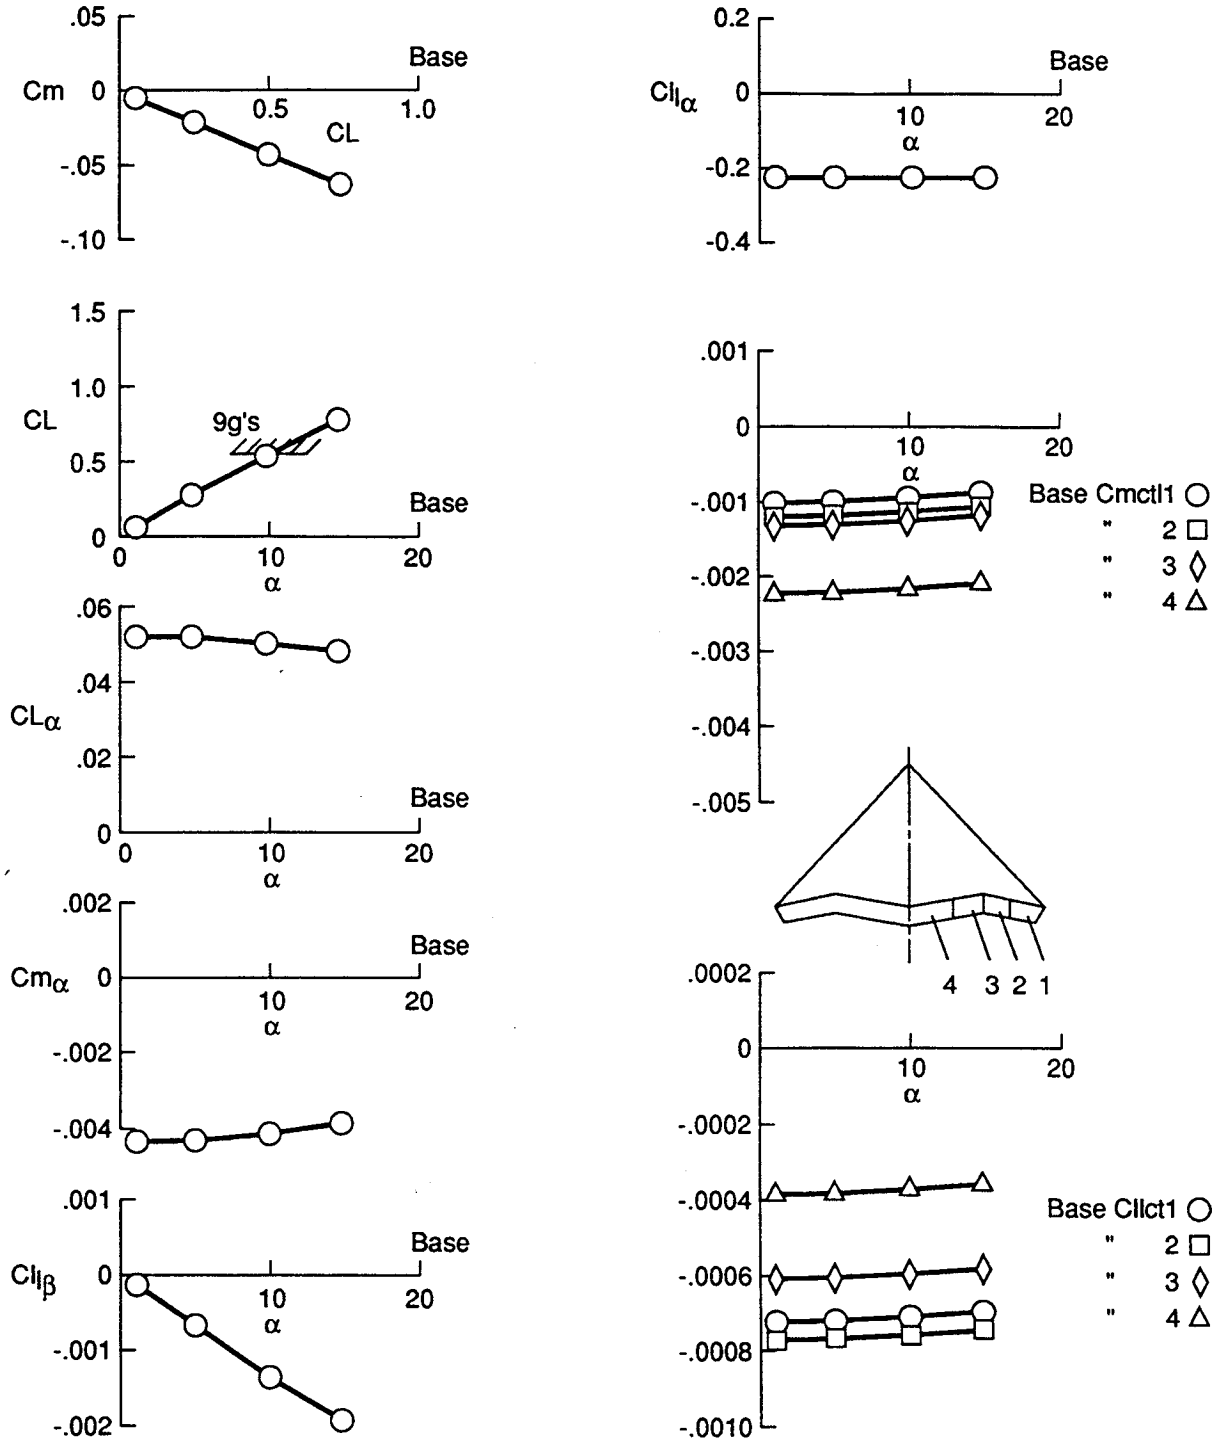 .05
Base
Cm
0
0.5
1.0
CL
-.05
-.10
1.5
1.0
CL
9g's
0.5
Base
0
0
10
20
α
.06
.04
CLα
.02
Base
0
0
10
20
α
.002
Base
Cmα
0
10
20
α
-.002
-.004
.001
Base
Cllβ
0
10
20
α
-.001
-.002
0.2
Base
Cllα
0
10
20
α
-0.2
-0.4
.001
0
10
20
α
-.001
Base Cmctl1
" 2
" 3
" 4
-.002
-.003
-.004
-.005
4 3 2 1
.0002
0
10
20
α
-.0002
-.0004
Base Cllct1
" 2
" 3
" 4
-.0006
-.0008
-.0010